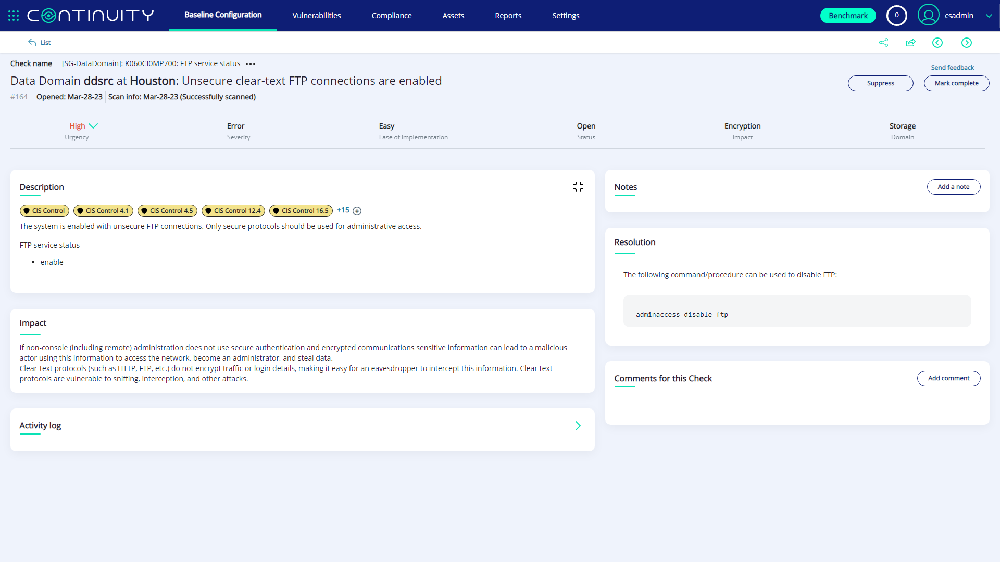 CONTINUITY
Baseline Configuration
Vulnerabilities
Compliance
Assets
Reports
Settings
Benchmark
0
csadmin
List
Check name | [SG-DataDomain]: K060CI0MP700: FTP service status •••
Send feedback
Data Domain ddsrc at Houston: Unsecure clear-text FTP connections are enabled
Suppress
Mark complete
#164 Opened: Mar-28-23 Scan info: Mar-28-23 (Successfully scanned)
High
Urgency
Error
Severity
Easy
Ease of implementation
Open
Status
Encryption
Impact
Storage
Domain
Description
CIS Control
CIS Control 4.1
CIS Control 4.5
CIS Control 12.4
CIS Control 16.5
+15
The system is enabled with unsecure FTP connections. Only secure protocols should be used for administrative access.
FTP service status
• enable
Impact
If non-console (including remote) administration does not use secure authentication and encrypted communications sensitive information can lead to a malicious
actor using this information to access the network, become an administrator, and steal data.
Clear-text protocols (such as HTTP, FTP, etc.) do not encrypt traffic or login details, making it easy for an eavesdropper to intercept this information. Clear text
protocols are vulnerable to sniffing, interception, and other attacks.
Activity log
Notes
Add a note
Resolution
The following command/procedure can be used to disable FTP:
adminaccess disable ftp
Comments for this Check
Add comment